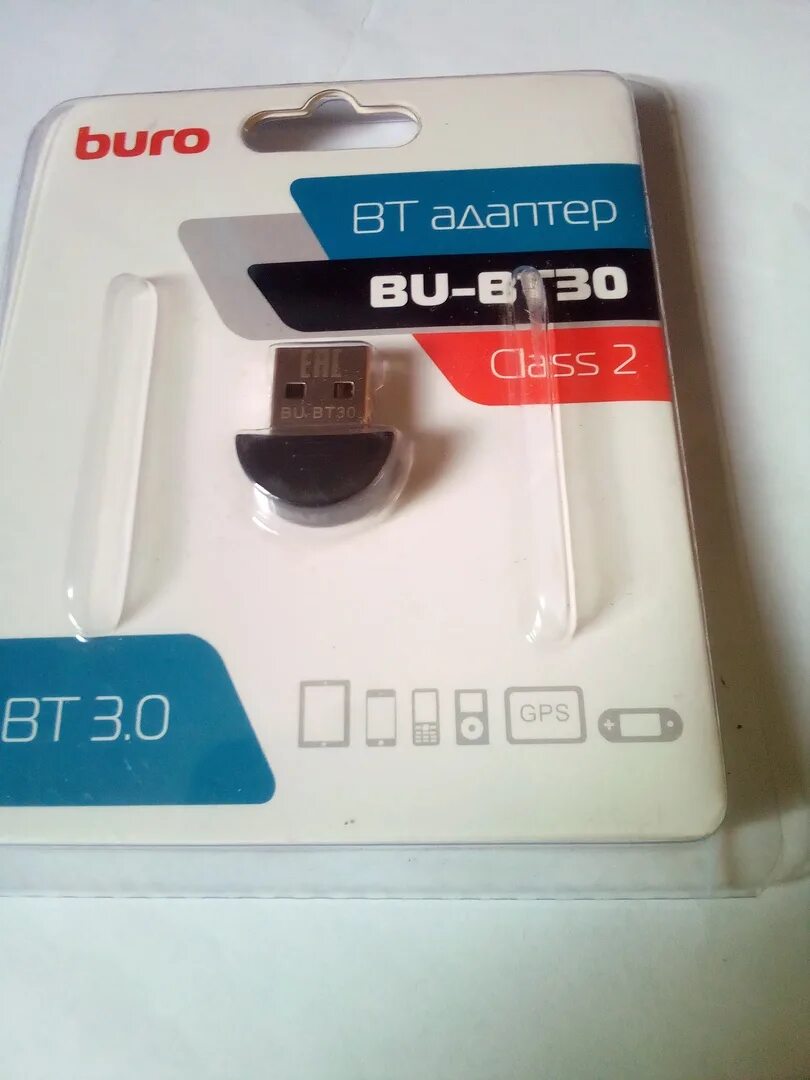 buro
BT адаптер
BU-BT30
Class 2
EAC
BU-BT30
BT 3.0
GPS